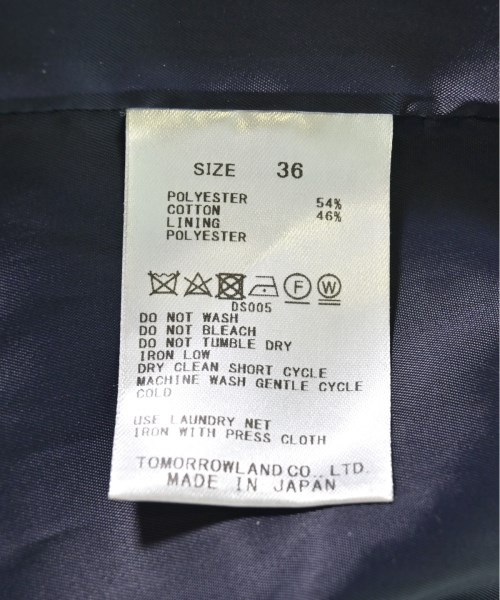 SIZE 36
POLYESTER 54%
COTTON 46%
LINING
POLYESTER
F W
DS005
DO NOT WASH
DO NOT BLEACH
DO NOT TUMBLE DRY
IRON LOW
DRY CLEAN SHORT CYCLE
MACHINE WASH GENTLE CYCLE
COLD
USE LAUNDRY NET
IRON WITH PRESS CLOTH
TOMORROWLAND CO., LTD.
MADE IN JAPAN